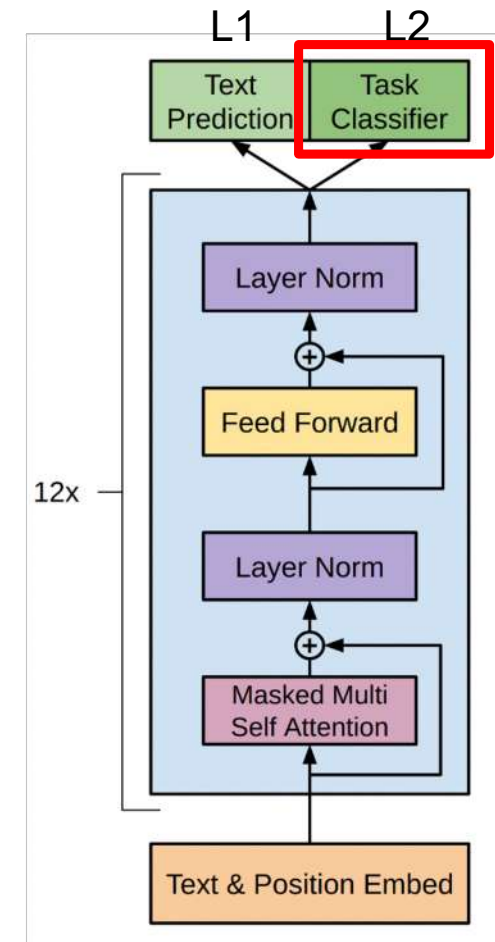 L1 L2
Text
Prediction
Task
Classifier
Layer Norm
+
Feed Forward
12x
Layer Norm
+
Masked Multi
Self Attention
Text & Position Embed